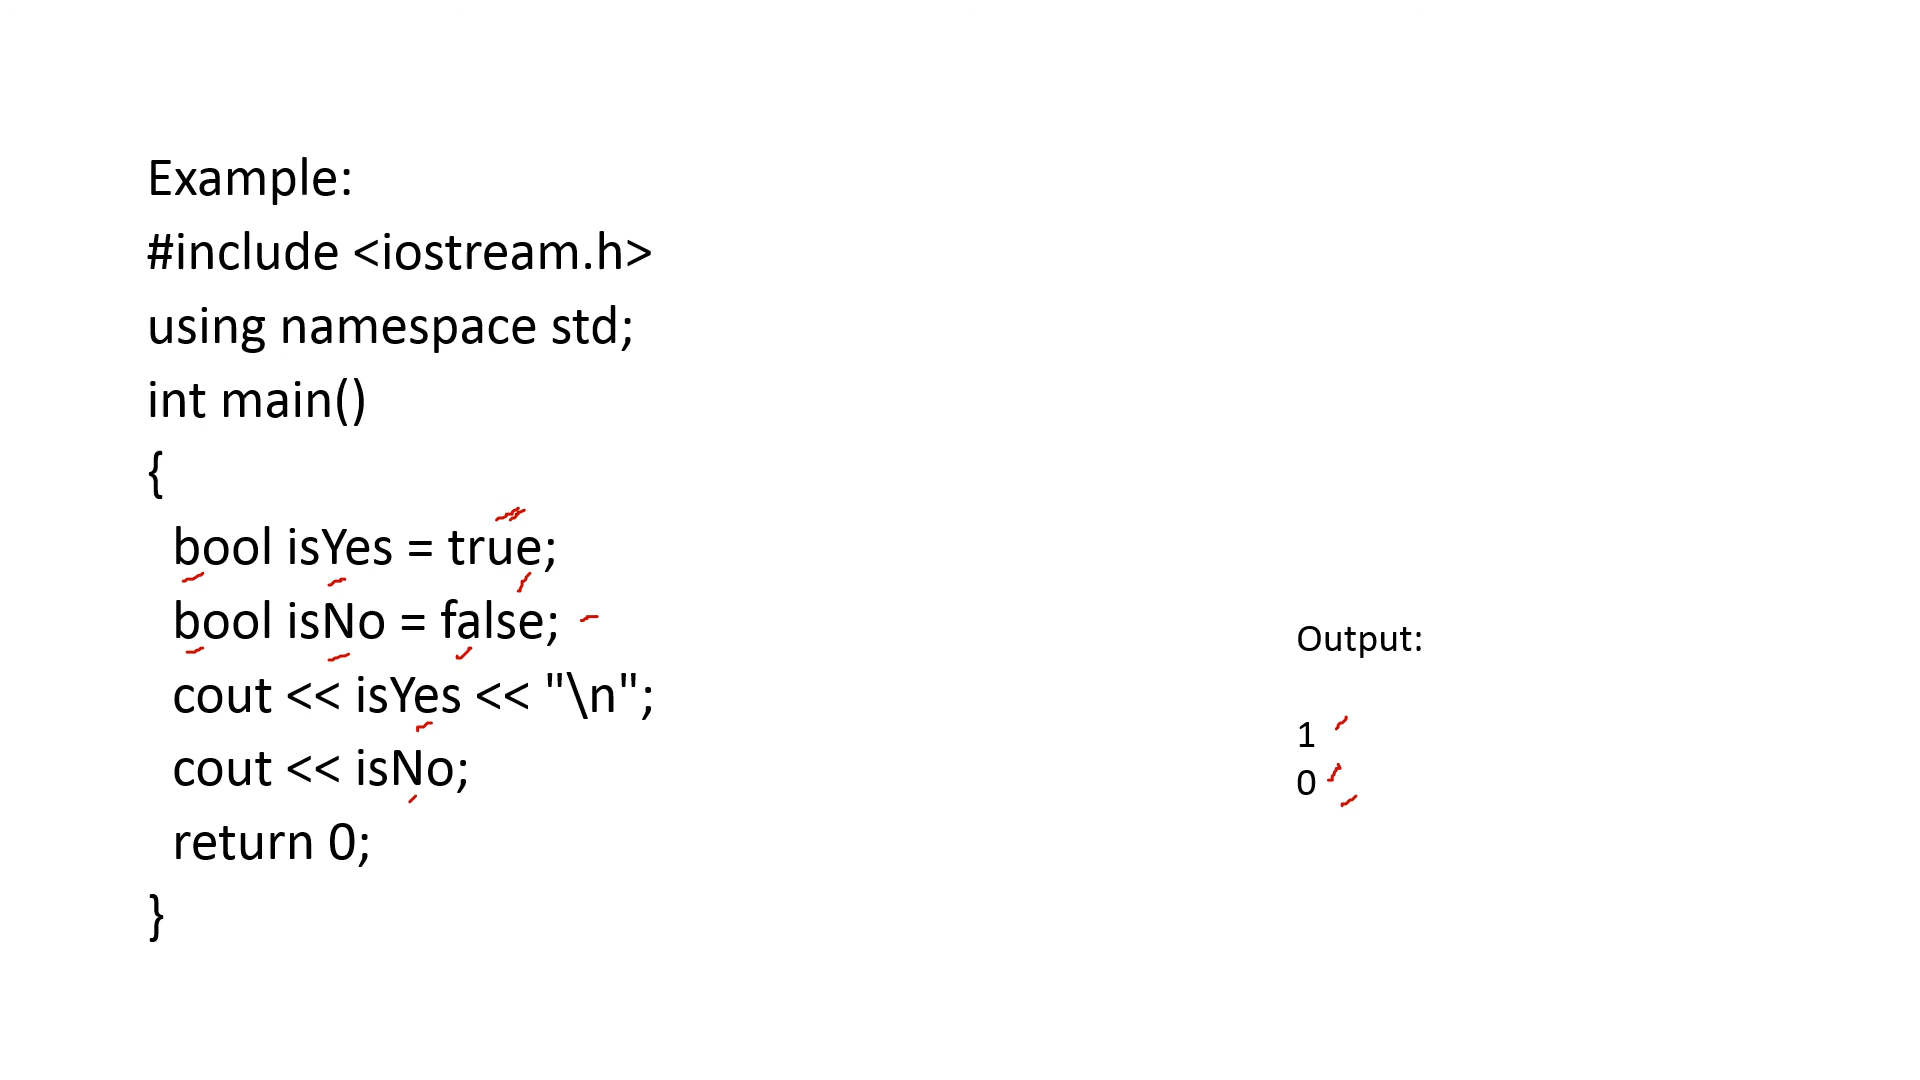 Example:
#include <iostream.h>
using namespace std;
int main()
{
bool isYes = true;
bool isNo = false;
cout << isYes << "\n";
cout << isNo;
return 0;
}
Output:
1
0